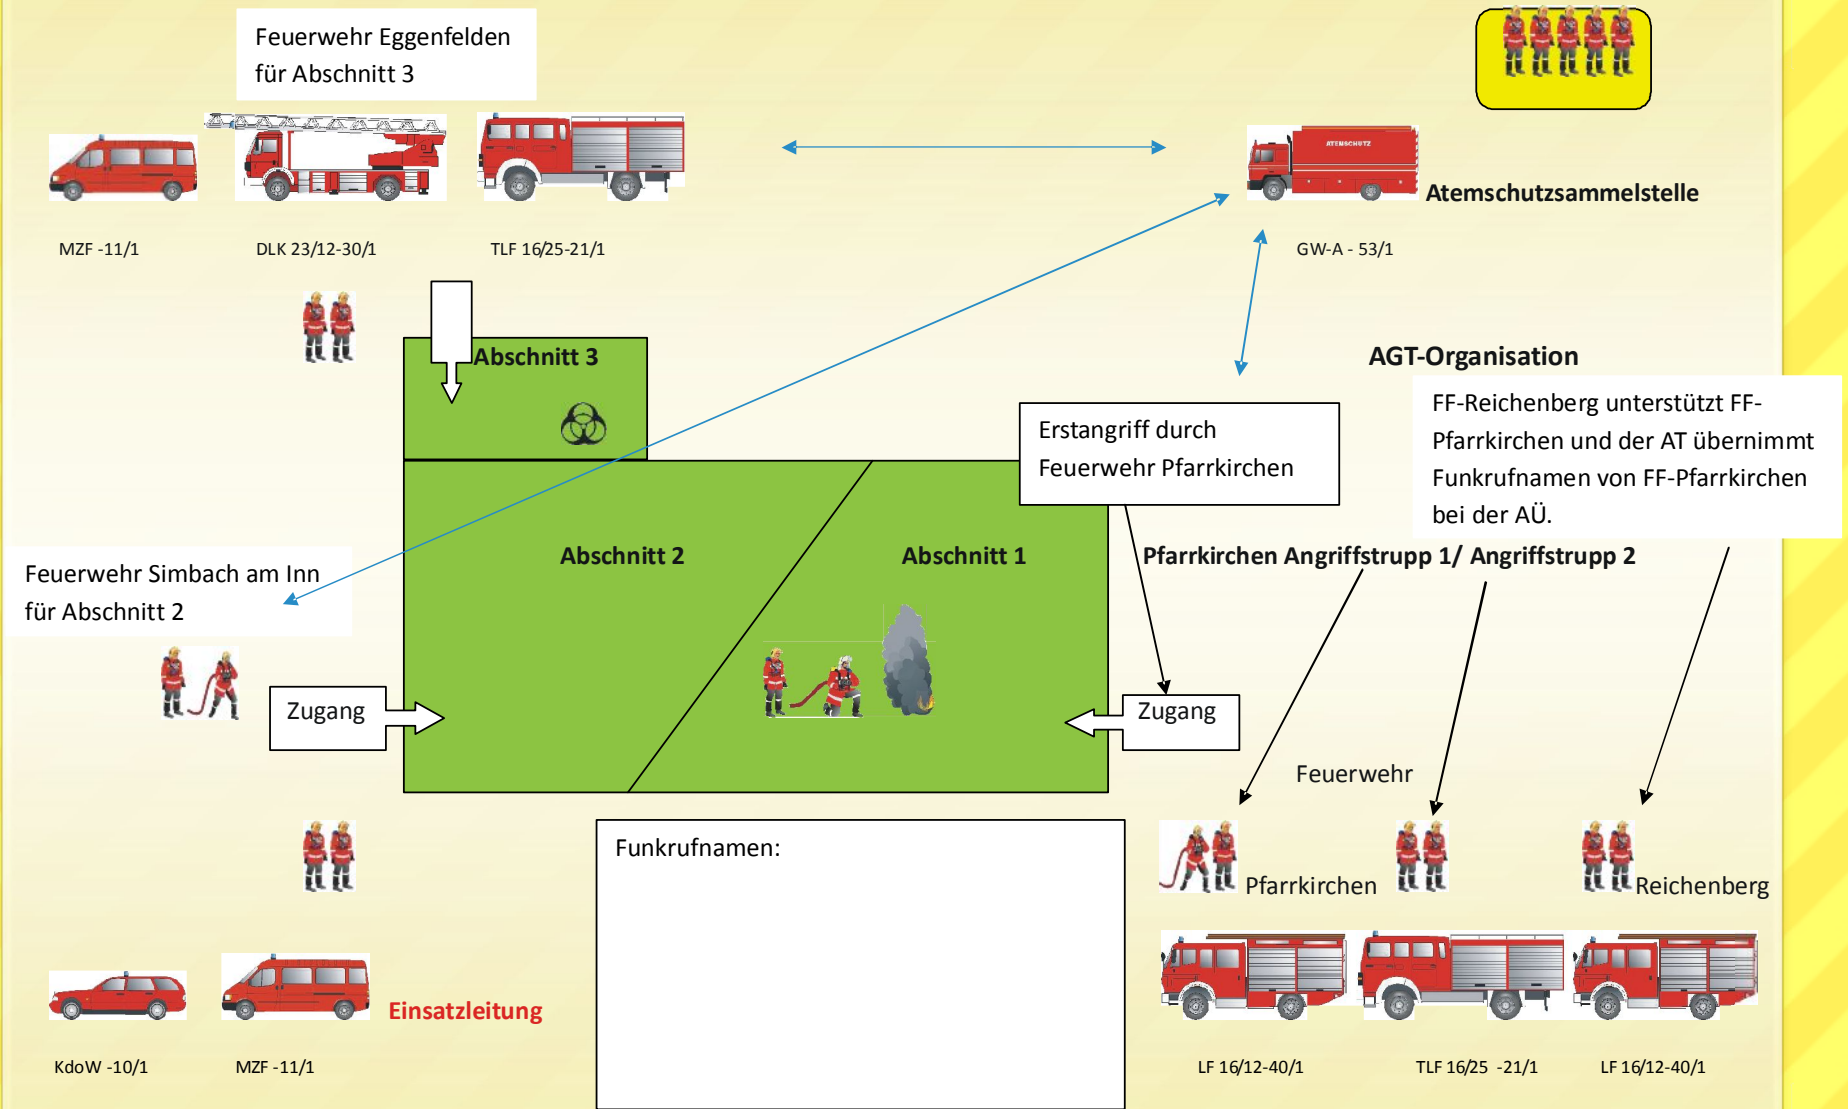 Feuerwehr Eggenfelden
für Abschnitt 3
ATEMSCHUTZ
Atemschutzsammelstelle
MZF -11/1
DLK 23/12-30/1
TLF 16/25-21/1
GW-A - 53/1
Abschnitt 3
AGT-Organisation
Erstangriff durch
Feuerwehr Pfarrkirchen
FF-Reichenberg unterstützt FF-
Pfarrkirchen und der AT übernimmt
Funkrufnamen von FF-Pfarrkirchen
bei der AÜ.
Abschnitt 2
Abschnitt 1
Pfarrkirchen Angriffstrupp 1/ Angriffstrupp 2
Feuerwehr Simbach am Inn
für Abschnitt 2
Zugang
Zugang
Feuerwehr
Funkrufnamen:
Pfarrkirchen
Reichenberg
Einsatzleitung
KdoW -10/1
MZF -11/1
LF 16/12-40/1
TLF 16/25 -21/1
LF 16/12-40/1